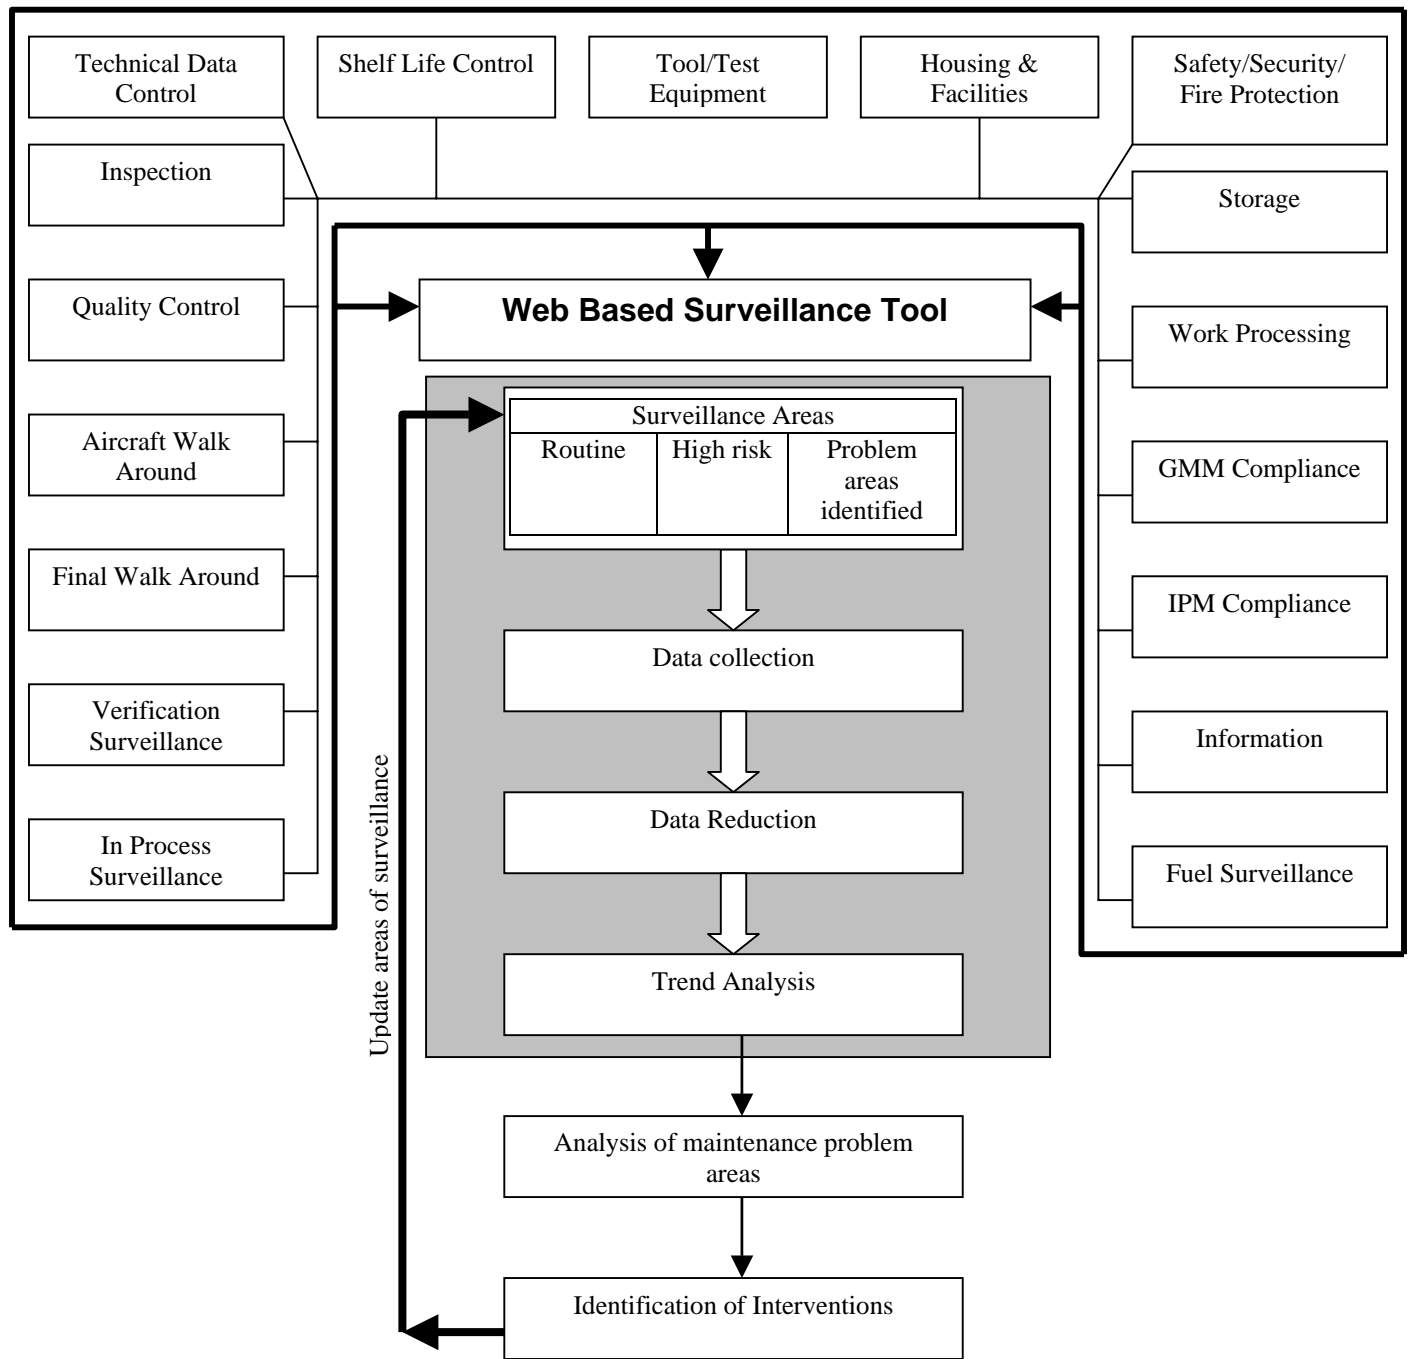 Technical Data
Control
Shelf Life Control
Tool/Test
Equipment
Housing &
Facilities
Safety/Security/
Fire Protection
Inspection
Storage
Quality Control
Web Based Surveillance Tool
Work Processing
Aircraft Walk
Around
Surveillance Areas
Routine
High risk
Problem
areas
identified
GMM Compliance
Final Walk Around
IPM Compliance
Data collection
Verification
Surveillance
Information
Update areas of surveillance
Data Reduction
In Process
Surveillance
Fuel Surveillance
Trend Analysis
Analysis of maintenance problem
areas
Identification of Interventions